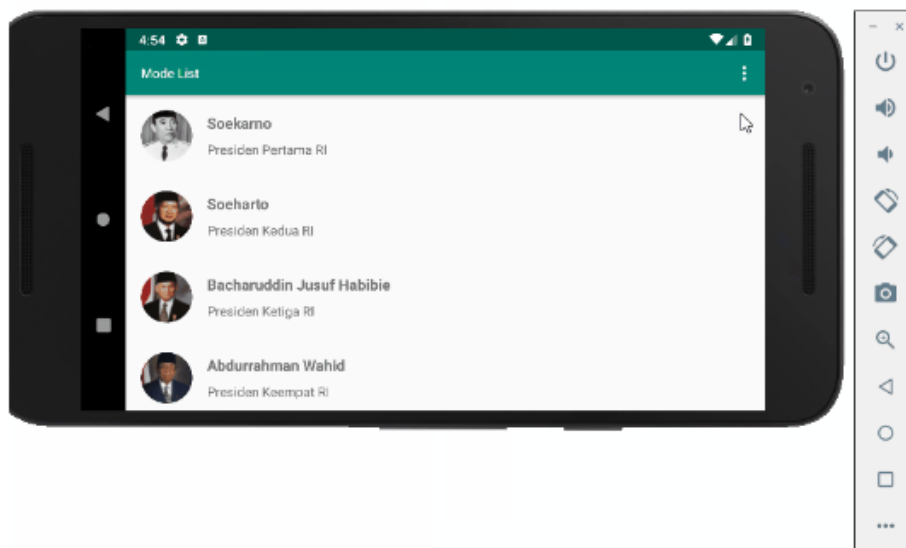 4:54
Mode List
Soekarno
Presiden Pertama RI
Soeharto
Presiden Kedua RI
Bacharuddin Jusuf Habibie
Presiden Ketiga RI
Abdurrahman Wahid
Presiden Keempat RI